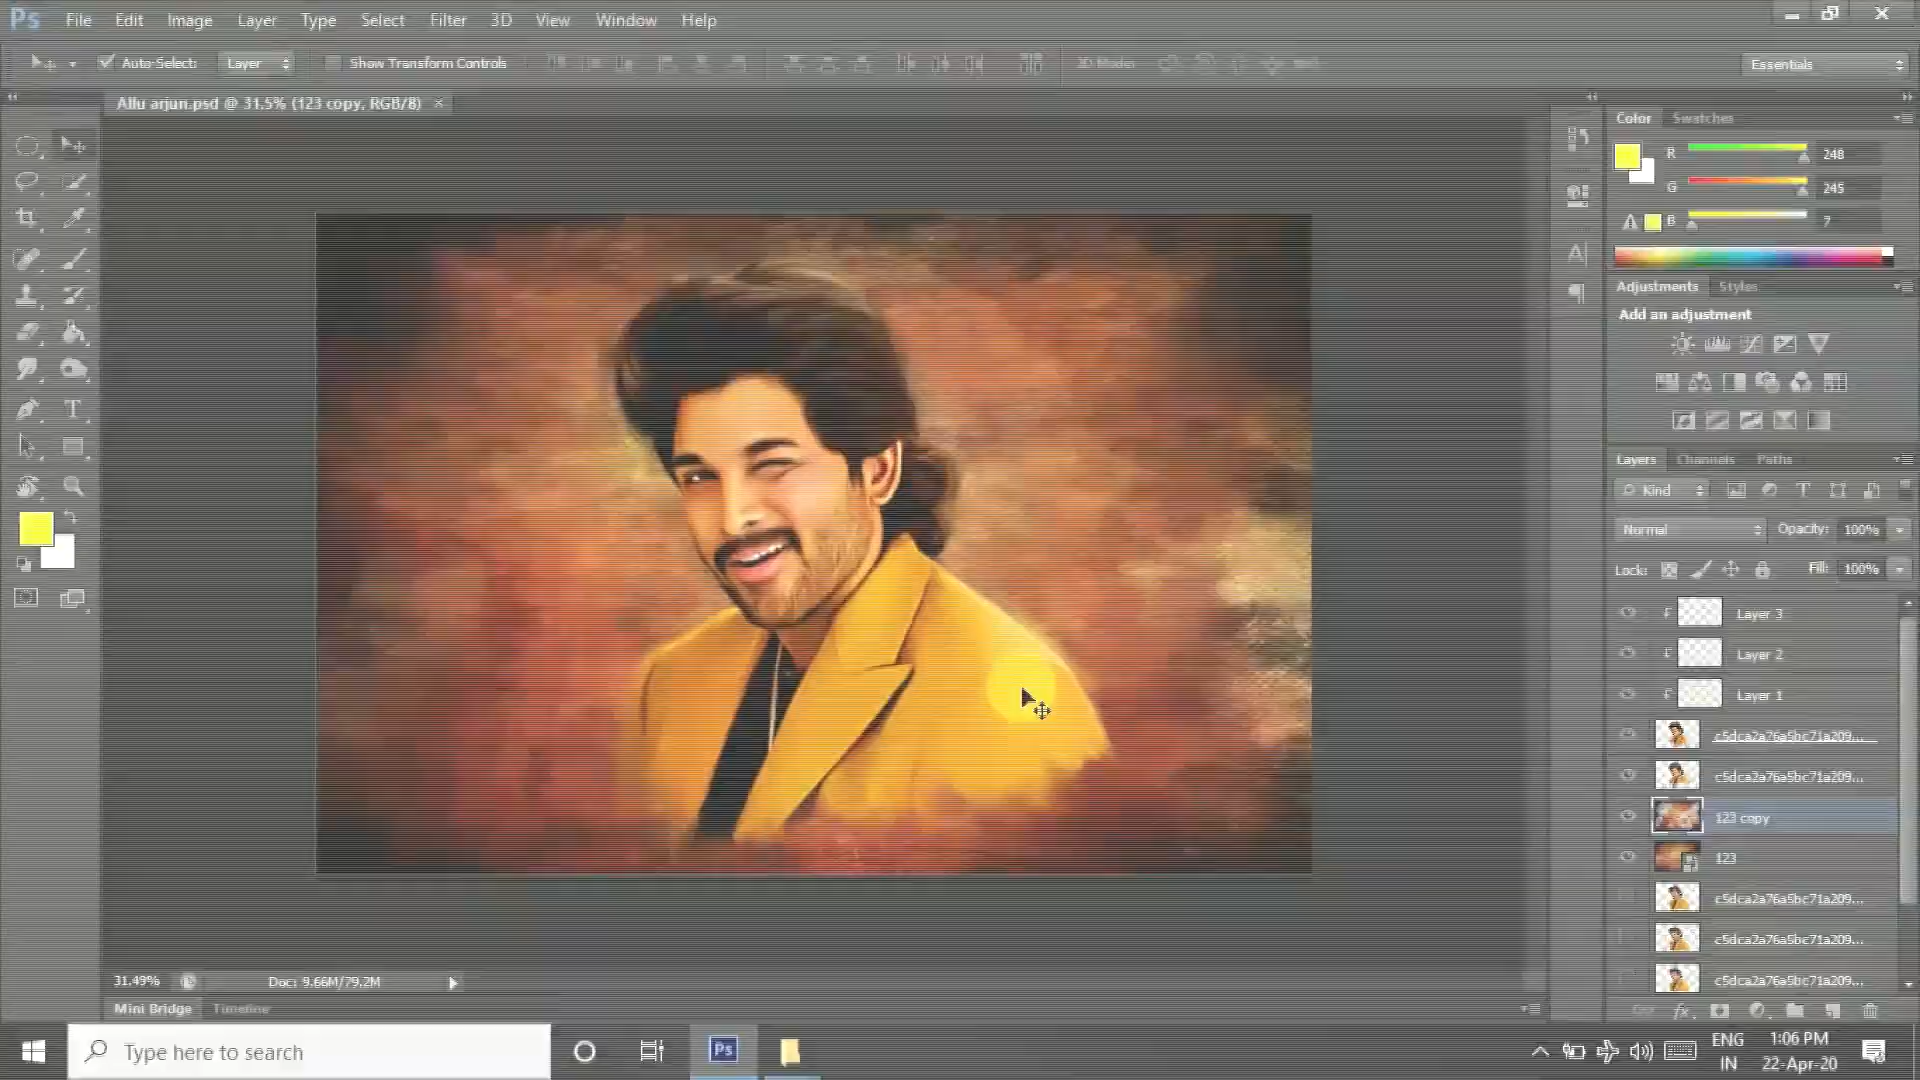 Ps File Edit Image Layer Type Select Filter 3D View Window Help
Auto-Select: Layer Show Transform Controls 3D Mode: Essentials
Allu arjun.psd @ 31.5% (123 copy, RGB/8) ×
Color Swatches
R 248
G 245
B 7
Adjustments Styles
Add an adjustment
Layers Channels Paths
Kind
Normal Opacity: 100%
Lock: Fill: 100%
Layer 3
Layer 2
Layer 1
c5dca2a76a5bc71a209...
c5dca2a76a5bc71a209...
123 copy
123
c5dca2a76a5bc71a209...
c5dca2a76a5bc71a209...
c5dca2a76a5bc71a209...
31.49% Doc: 9.66M/79.2M
Mini Bridge Timeline
Type here to search
Ps
ENG
IN
1:06 PM
22-Apr-20